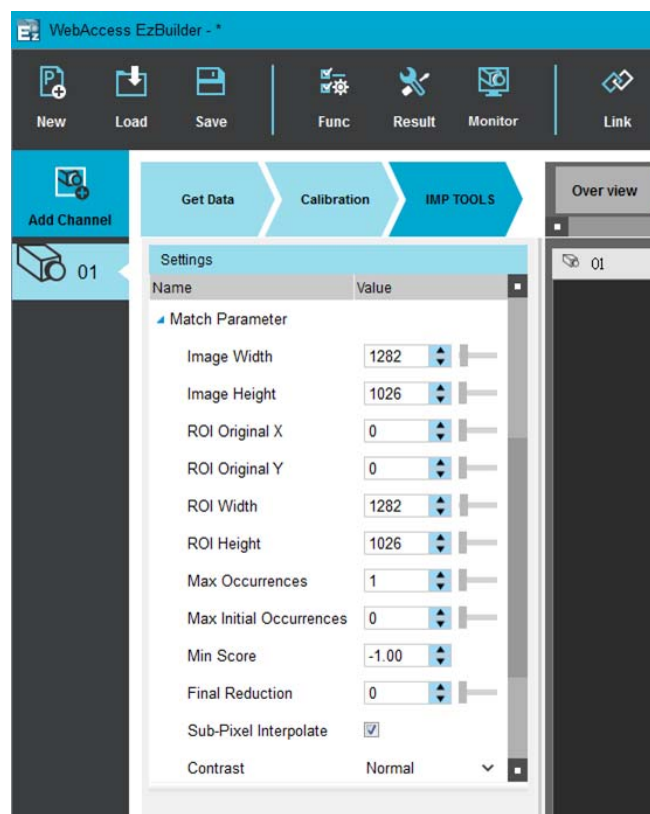 Ez WebAccess EzBuilder - *
New Load Save Func Result Monitor Link
Add Channel
Get Data Calibration IMP TOOLS
Over view
01
01
Settings
Name Value
Match Parameter
Image Width 1282
Image Height 1026
ROI Original X 0
ROI Original Y 0
ROI Width 1282
ROI Height 1026
Max Occurrences 1
Max Initial Occurrences 0
Min Score -1.00
Final Reduction 0
Sub-Pixel Interpolate
Contrast Normal